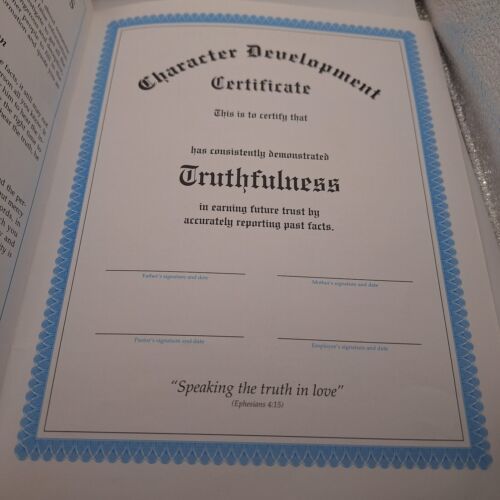 Character Development
Certificate
This is to certify that
has consistently demonstrated
Truthfulness
in earning future trust by
accurately reporting past facts.
Father's signature and date
Mother's signature and date
Pastor's signature and date
Employer's signature and date
"Speaking the truth in love"
(Ephesians 4:15)